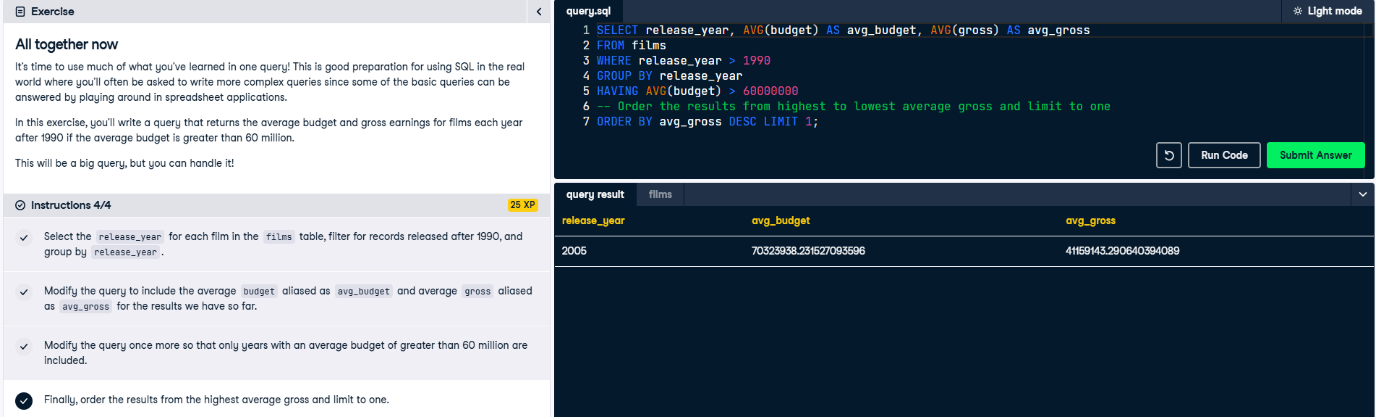 Exercise
All together now
It's time to use much of what you've learned in one query! This is good preparation for using SQL in the real
world where you'll often be asked to write more complex queries since some of the basic queries can be
answered by playing around in spreadsheet applications.
In this exercise, you'll write a query that returns the average budget and gross earnings for films each year
after 1990 if the average budget is greater than 60 million.
This will be a big query, but you can handle it!
Instructions 4/4
25 XP
Select the release_year for each film in the films table, filter for records released after 1990, and
group by release_year.
Modify the query to include the average budget aliased as avg_budget and average gross aliased
as avg_gross for the results we have so far.
Modify the query once more so that only years with an average budget of greater than 60 million are
included.
Finally, order the results from the highest average gross and limit to one.
query.sql
Light mode
1 SELECT release_year, AVG(budget) AS avg_budget, AVG(gross) AS avg_gross
2 FROM films
3 WHERE release_year > 1990
4 GROUP BY release_year
5 HAVING AVG(budget) > 60000000
6 -- Order the results from highest to lowest average gross and limit to one
7 ORDER BY avg_gross DESC LIMIT 1;
Run Code
Submit Answer
query result films
release_year avg_budget avg_gross
2005 70323938.231527093596 41159143.290640394089